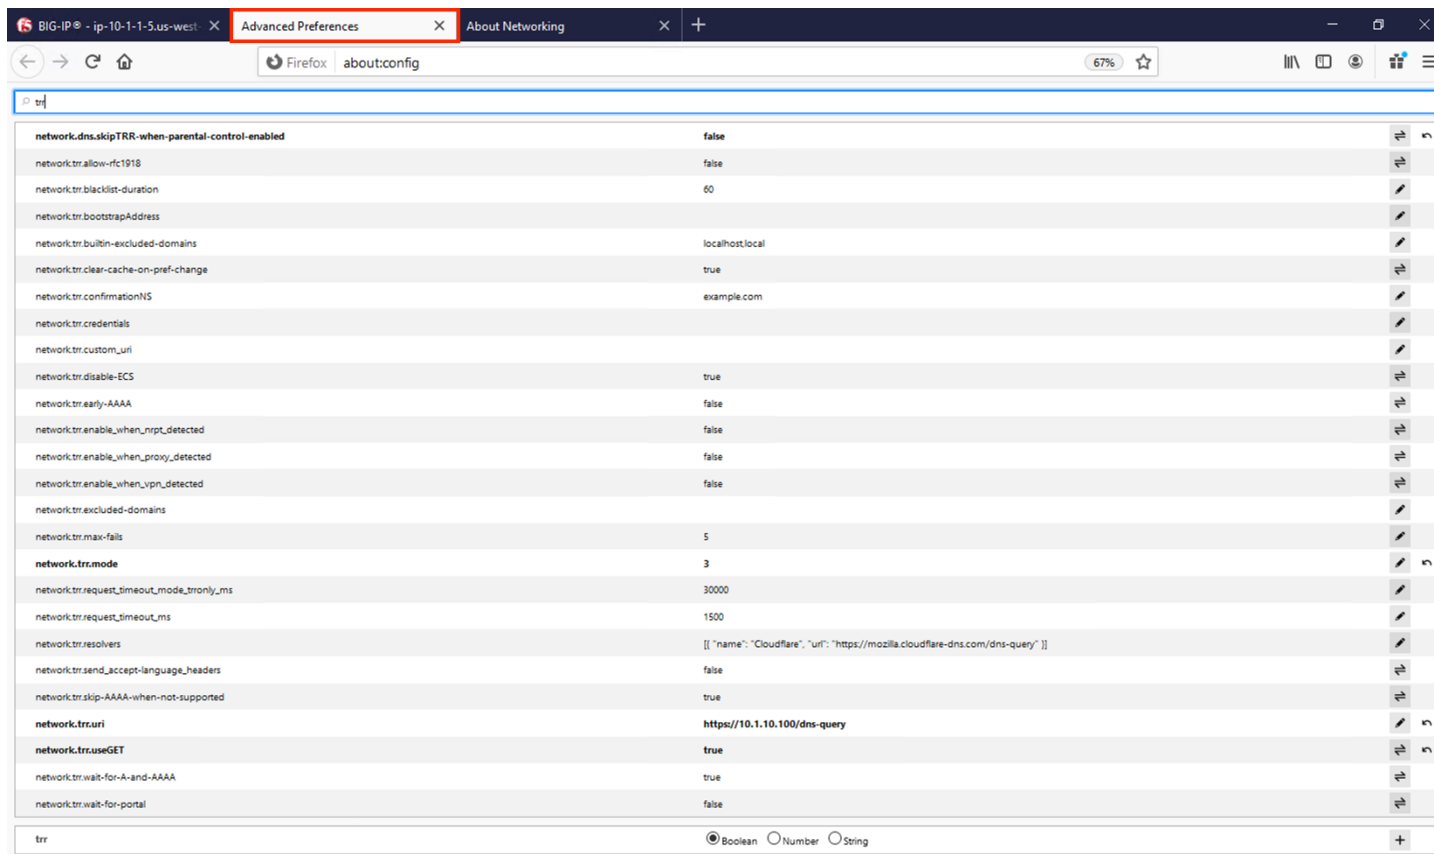 BIG-IP® - ip-10-1-1-5.us-west- Advanced Preferences About Networking
Firefox about:config 67%
trr
network.dns.skipTRR-when-parental-control-enabled false
network.trr.allow-rfc1918 false
network.trr.blacklist-duration 60
network.trr.bootstrapAddress
network.trr.builtin-excluded-domains localhost,local
network.trr.clear-cache-on-pref-change true
network.trr.confirmationNS example.com
network.trr.credentials
network.trr.custom_uri
network.trr.disable-ECS true
network.trr.early-AAAA false
network.trr.enable_when_nrpt_detected false
network.trr.enable_when_proxy_detected false
network.trr.enable_when_vpn_detected false
network.trr.excluded-domains
network.trr.max-fails 5
network.trr.mode 3
network.trr.request_timeout_mode_trronly_ms 30000
network.trr.request_timeout_ms 1500
network.trr.resolvers [{ "name": "Cloudflare", "url": "https://mozilla.cloudflare-dns.com/dns-query" }]
network.trr.send_accept-language_headers false
network.trr.skip-AAAA-when-not-supported true
network.trr.uri https://10.1.10.100/dns-query
network.trr.useGET true
network.trr.wait-for-A-and-AAAA true
network.trr.wait-for-portal false
trr Boolean Number String